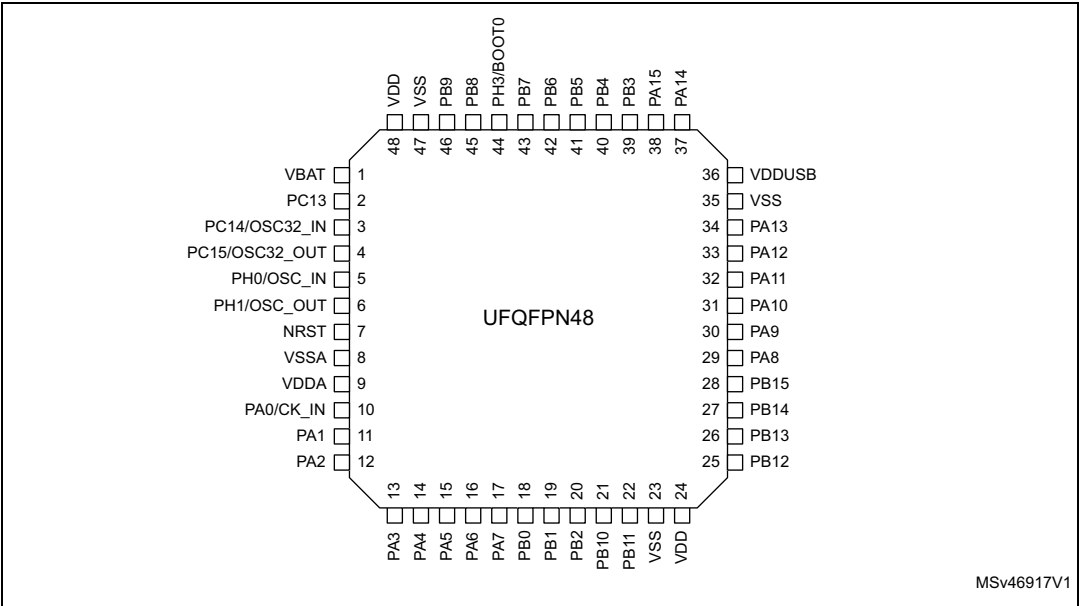 VDD
VSS
PB9
PB8
PH3/BOOT0
PB7
PB6
PB5
PB4
PB3
PA15
PA14
48
47
46
45
44
43
42
41
40
39
38
37
VBAT 1
PC13 2
PC14/OSC32_IN 3
PC15/OSC32_OUT 4
PH0/OSC_IN 5
PH1/OSC_OUT 6
NRST 7
VSSA 8
VDDA 9
PA0/CK_IN 10
PA1 11
PA2 12
UFQFPN48
36 VDDUSB
35 VSS
34 PA13
33 PA12
32 PA11
31 PA10
30 PA9
29 PA8
28 PB15
27 PB14
26 PB13
25 PB12
13
14
15
16
17
18
19
20
21
22
23
24
PA3
PA4
PA5
PA6
PA7
PB0
PB1
PB2
PB10
PB11
VSS
VDD
MSv46917V1